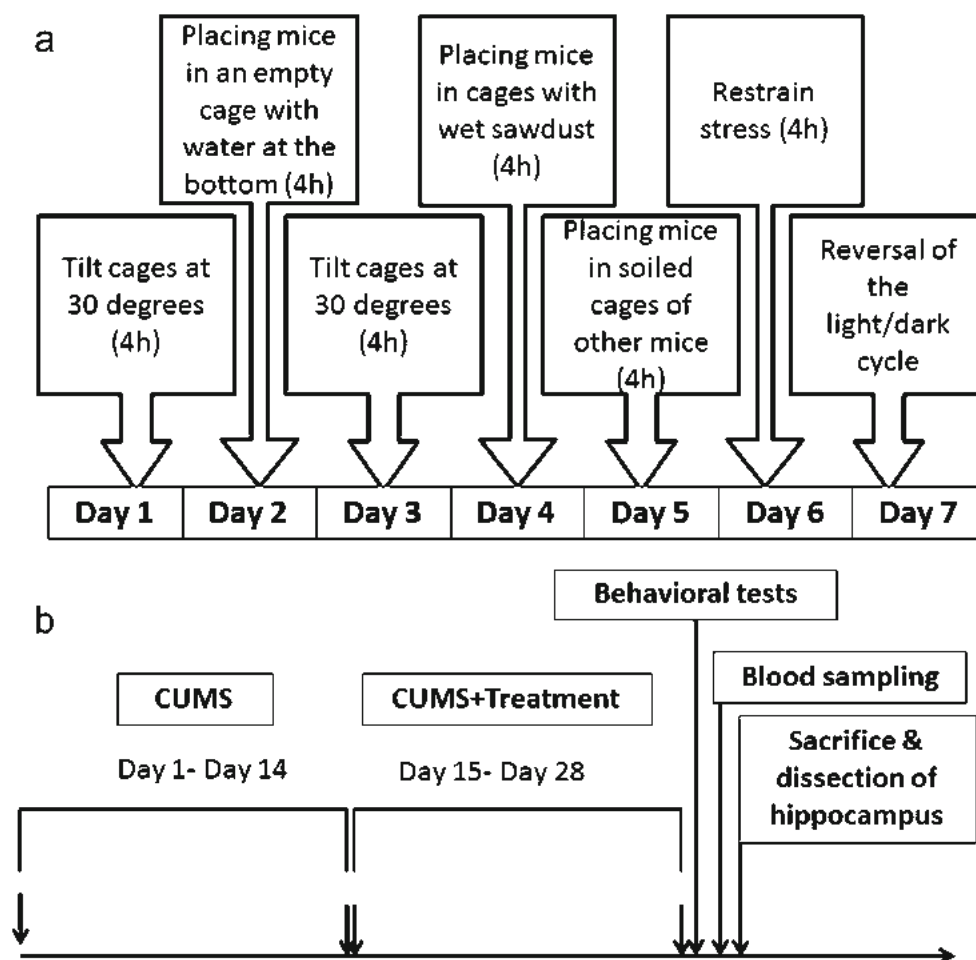 a
Placing mice
in an empty
cage with
water at the
bottom (4h)
Placing mice
in cages with
wet sawdust
(4h)
Restrain
stress (4h)
Tilt cages at
30 degrees
(4h)
Tilt cages at
30 degrees
(4h)
Placing mice
in soiled
cages of
other mice
(4h)
Reversal of
the
light/dark
cycle
Day 1
Day 2
Day 3
Day 4
Day 5
Day 6
Day 7
b
Behavioral tests
CUMS
CUMS+Treatment
Blood sampling
Day 1- Day 14
Day 15- Day 28
Sacrifice &
dissection of
hippocampus